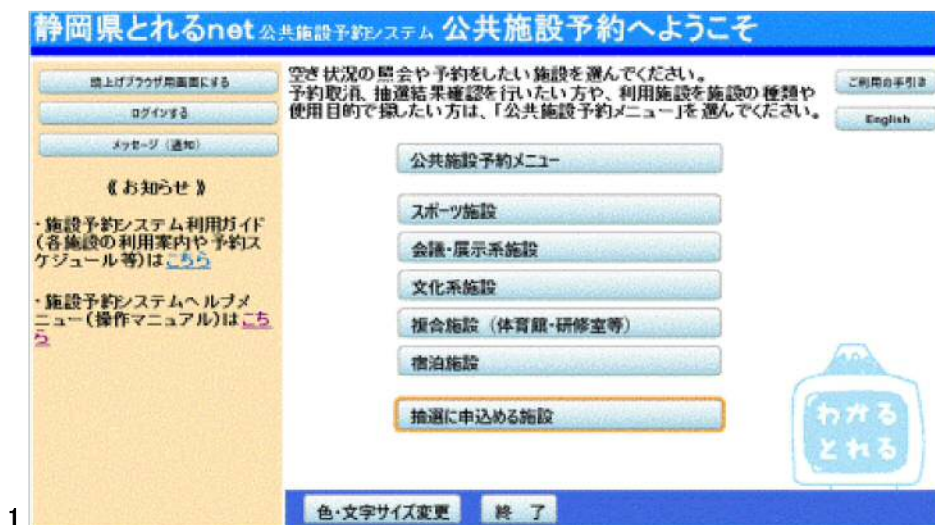 静岡県とれるnet 公共施設予約システム 公共施設予約へようこそ
読上げブラウザ用画面にする
ログインする
メッセージ（通知）
《お知らせ》
・施設予約システム利用ガイド
(各施設の利用案内や予約ス
ケジュール等)はこちら
・施設予約システムヘルプメ
ニュー(操作マニュアル)はこち
ら
空き状況の照会や予約をしたい施設を選んでください。
予約取消、抽選結果確認を行いたい方や、利用施設を施設の種類や
使用目的で探したい方は、「公共施設予約メニュー」を選んでください。
ご利用の手引き
English
公共施設予約メニュー
スポーツ施設
会議・展示系施設
文化系施設
複合施設（体育館・研修室等）
宿泊施設
抽選に申込める施設
わかる
とれる
色・文字サイズ変更
終 了
1